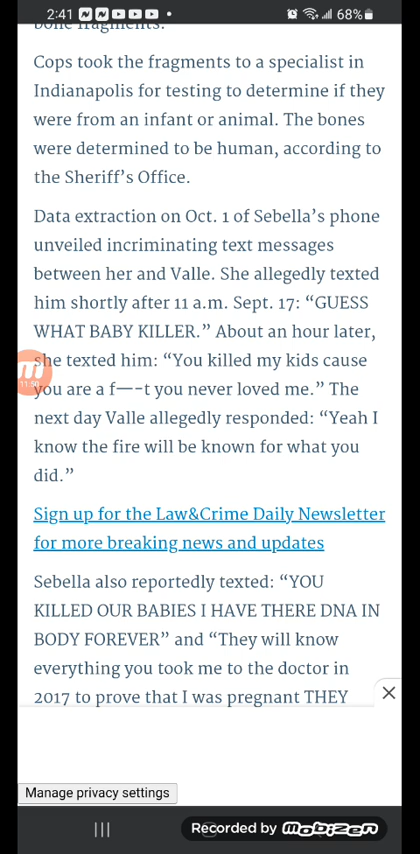 2:41 68%
bone fragments.
Cops took the fragments to a specialist in
Indianapolis for testing to determine if they
were from an infant or animal. The bones
were determined to be human, according to
the Sheriff’s Office.
Data extraction on Oct. 1 of Sebella’s phone
unveiled incriminating text messages
between her and Valle. She allegedly texted
him shortly after 11 a.m. Sept. 17: “GUESS
WHAT BABY KILLER.” About an hour later,
she texted him: “You killed my kids cause
11:50
you are a f—-t you never loved me.” The
next day Valle allegedly responded: “Yeah I
know the fire will be known for what you
did.”
Sign up for the Law&Crime Daily Newsletter
for more breaking news and updates
Sebella also reportedly texted: “YOU
KILLED OUR BABIES I HAVE THERE DNA IN
BODY FOREVER” and “They will know
everything you took me to the doctor in
2017 to prove that I was pregnant THEY
Manage privacy settings
Recorded by mobizen